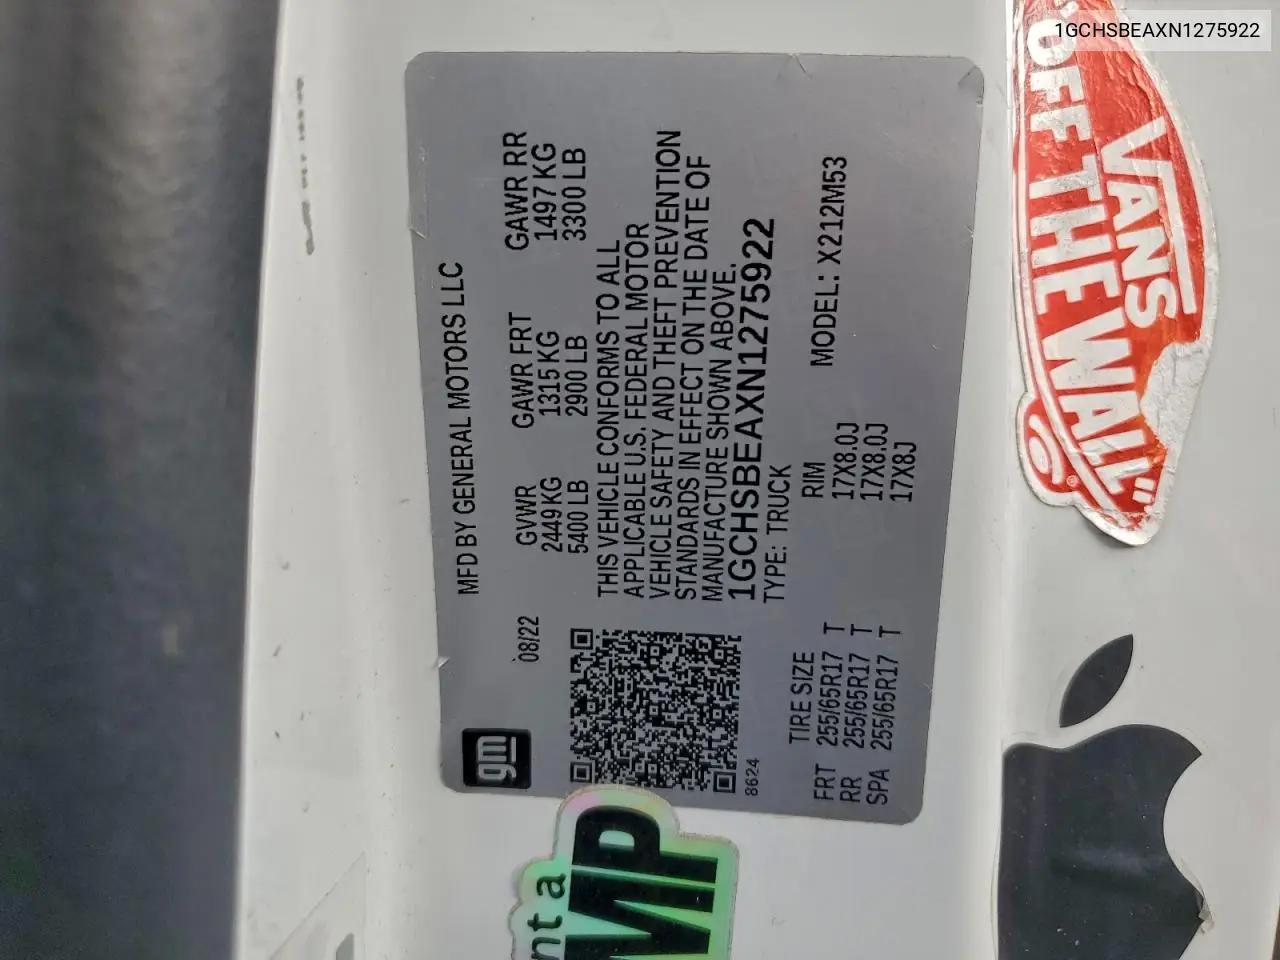 1GCHSBEAXN1275922
gm
MFD BY GENERAL MOTORS LLC
08/22
GVWR GAWR FRT GAWR RR
2449 KG 1315 KG 1497 KG
5400 LB 2900 LB 3300 LB
THIS VEHICLE CONFORMS TO ALL
APPLICABLE U.S. FEDERAL MOTOR
VEHICLE SAFETY AND THEFT PREVENTION
STANDARDS IN EFFECT ON THE DATE OF
MANUFACTURE SHOWN ABOVE.
1GCHSBEAXN1275922
8624 TYPE: TRUCK
TIRE SIZE RIM MODEL: X212M53
FRT 255/65R17 T 17X8.0J
RR 255/65R17 T 17X8.0J
SPA 255/65R17 T 17X8J
VANS
"OFF THE WALL"
®
nt a
MP